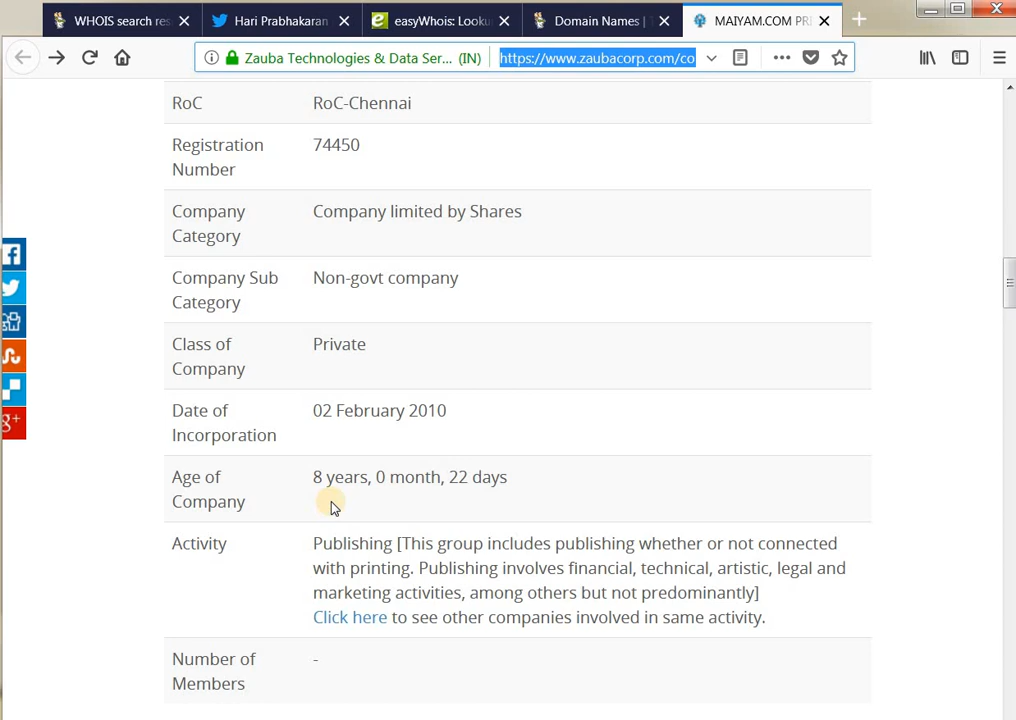 WHOIS search res
Hari Prabhakaran
easyWhois: Looku
Domain Names |
MAIYAM.COM PRI
Zauba Technologies & Data Ser... (IN)
https://www.zaubacorp.com/co
RoC
RoC-Chennai
Registration
Number
74450
Company
Category
Company limited by Shares
Company Sub
Category
Non-govt company
Class of
Company
Private
Date of
Incorporation
02 February 2010
Age of
Company
8 years, 0 month, 22 days
Activity
Publishing [This group includes publishing whether or not connected
with printing. Publishing involves financial, technical, artistic, legal and
marketing activities, among others but not predominantly]
Click here to see other companies involved in same activity.
Number of
Members
-